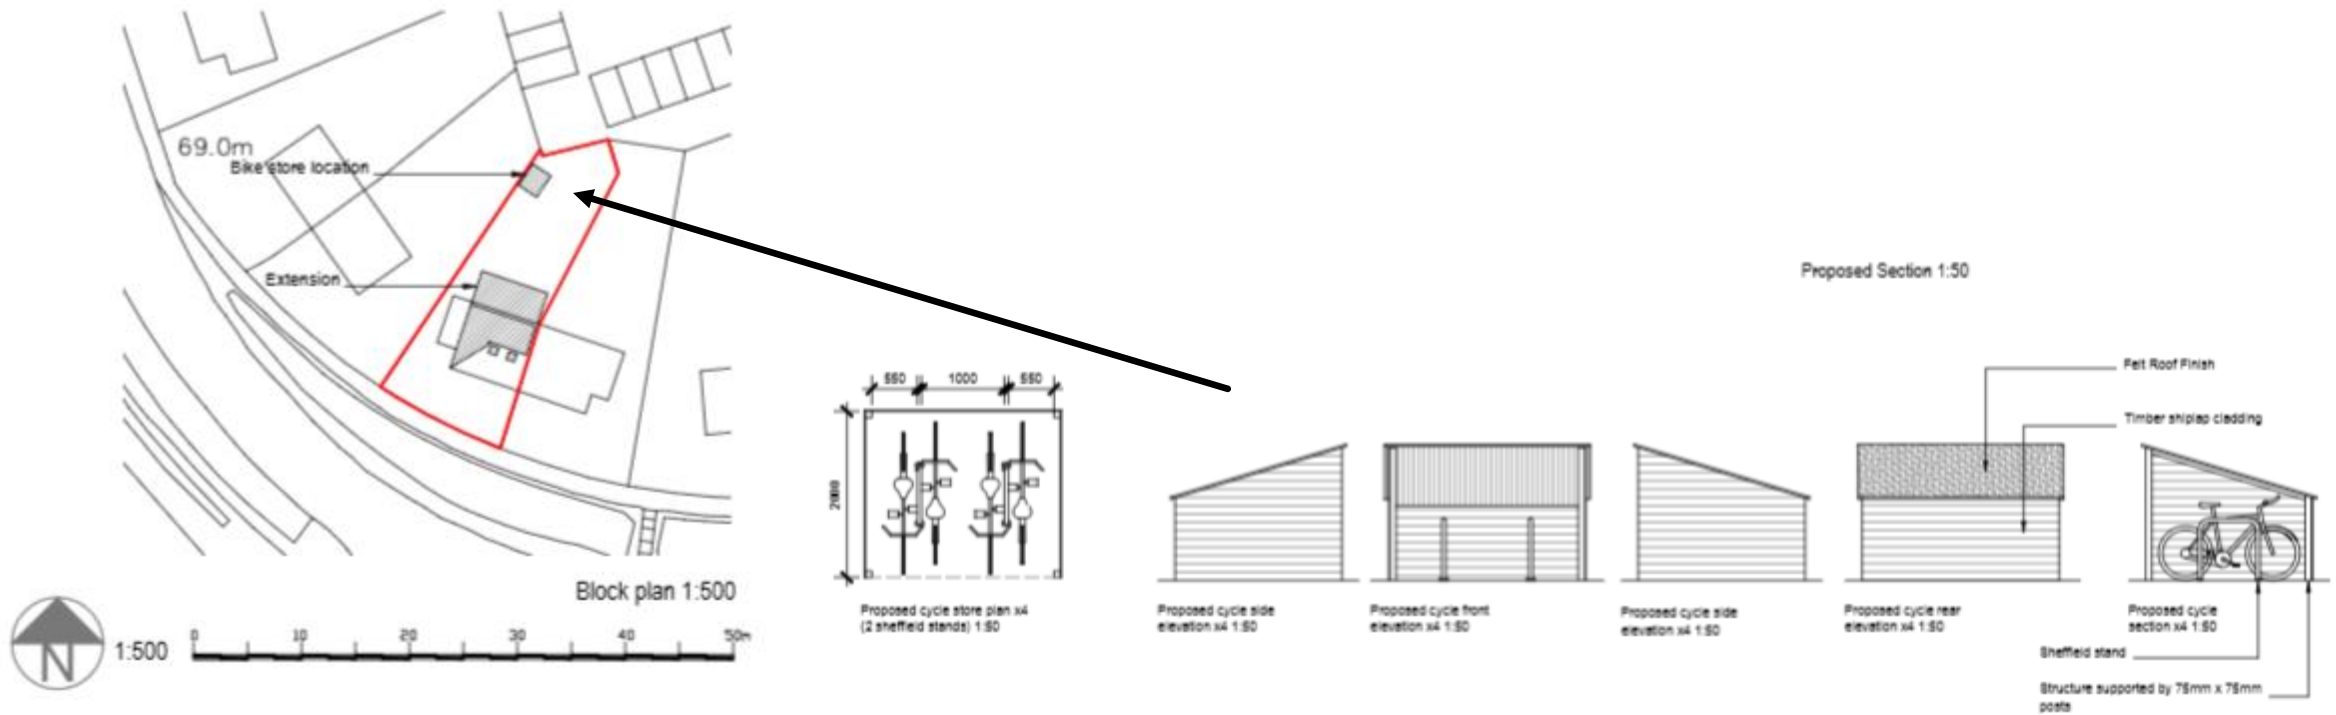 69.0m
Bike store location
Extension
Block plan 1:500
N
1:500
0 10 20 30 40 50m
550 1000 550
2000
Proposed cycle store plan x4
(2 sheffield stands) 1:50
Proposed cycle side
elevation x4 1:50
Proposed cycle front
elevation x4 1:50
Proposed cycle side
elevation x4 1:50
Proposed cycle rear
elevation x4 1:50
Proposed Section 1:50
Felt Roof Finish
Timber shiplap cladding
Proposed cycle
section x4 1:50
Sheffield stand
Structure supported by 75mm x 75mm
posts